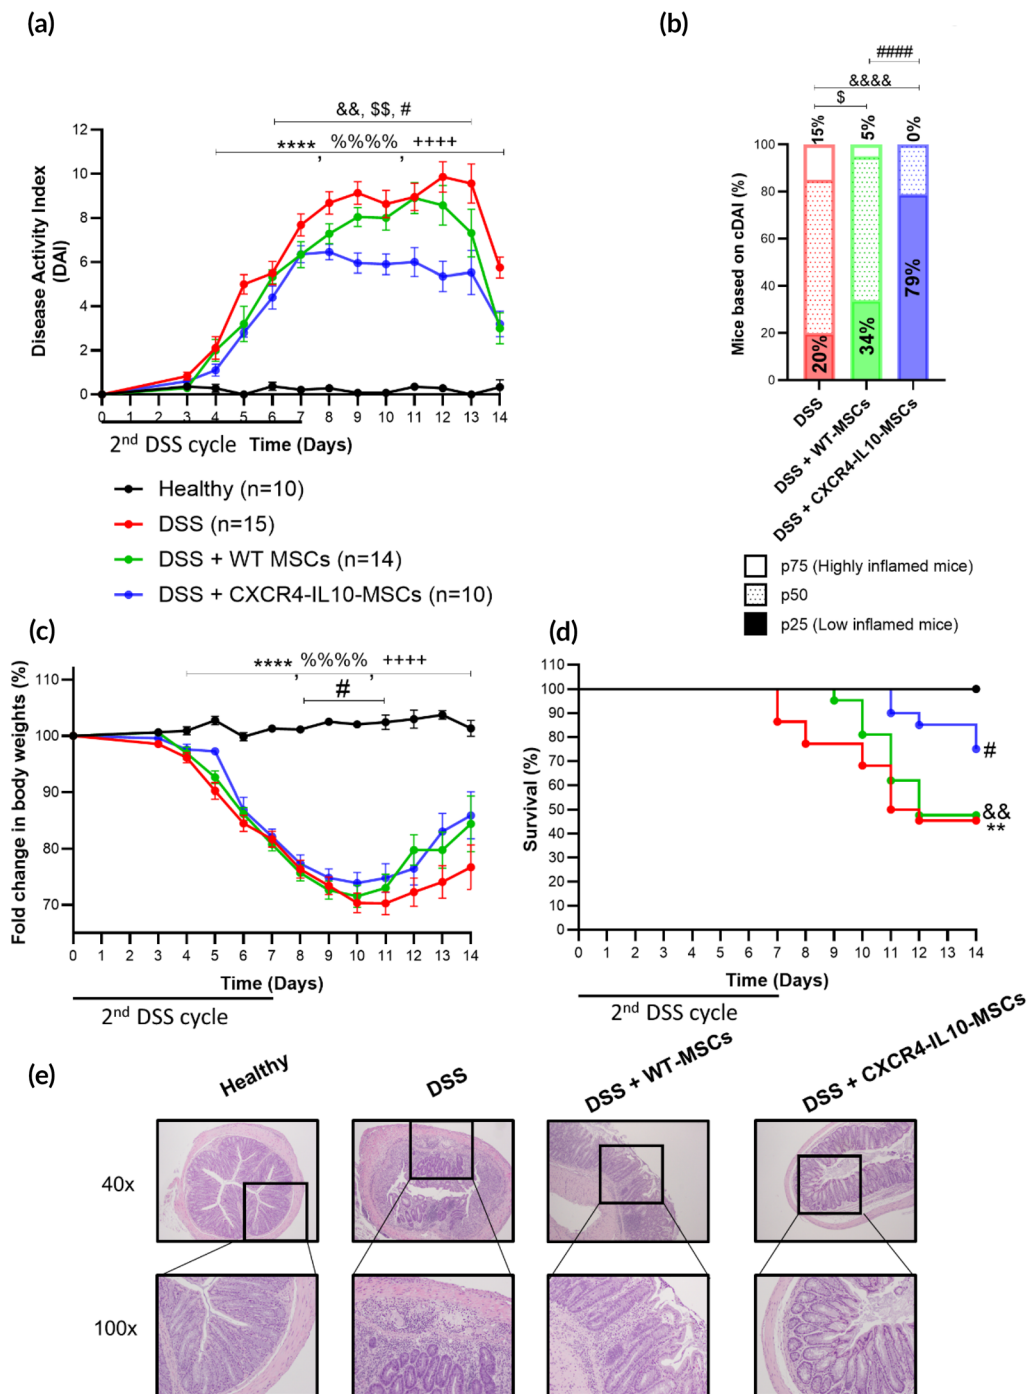 (a)
&&, $$, #
****, %%%%, ++++
12
10
8
6
4
2
0
Disease Activity Index
(DAI)
0 1 2 3 4 5 6 7 8 9 10 11 12 13 14
2nd DSS cycle Time (Days)
Healthy (n=10)
DSS (n=15)
DSS + WT MSCs (n=14)
DSS + CXCR4-IL10-MSCs (n=10)
(b)
####
&&&&
$
15% 5% 0%
100
80
60
40
20
0
Mice based on cDAI (%)
20% 34% 79%
DSS
DSS + WT-MSCs
DSS + CXCR4-IL10-MSCs
p75 (Highly inflamed mice)
p50
p25 (Low inflamed mice)
(c)
****, %%%%, ++++
#
110
100
90
80
70
Fold change in body weights (%)
0 1 2 3 4 5 6 7 8 9 10 11 12 13 14
Time (Days)
2nd DSS cycle
(d)
110
100
90
80
70
60
50
40
30
20
10
0
Survival (%)
#
&&
**
0 1 2 3 4 5 6 7 8 9 10 11 12 13 14
Time (Days)
2nd DSS cycle
(e)
Healthy
DSS
DSS + WT-MSCs
DSS + CXCR4-IL10-MSCs
40x
100x